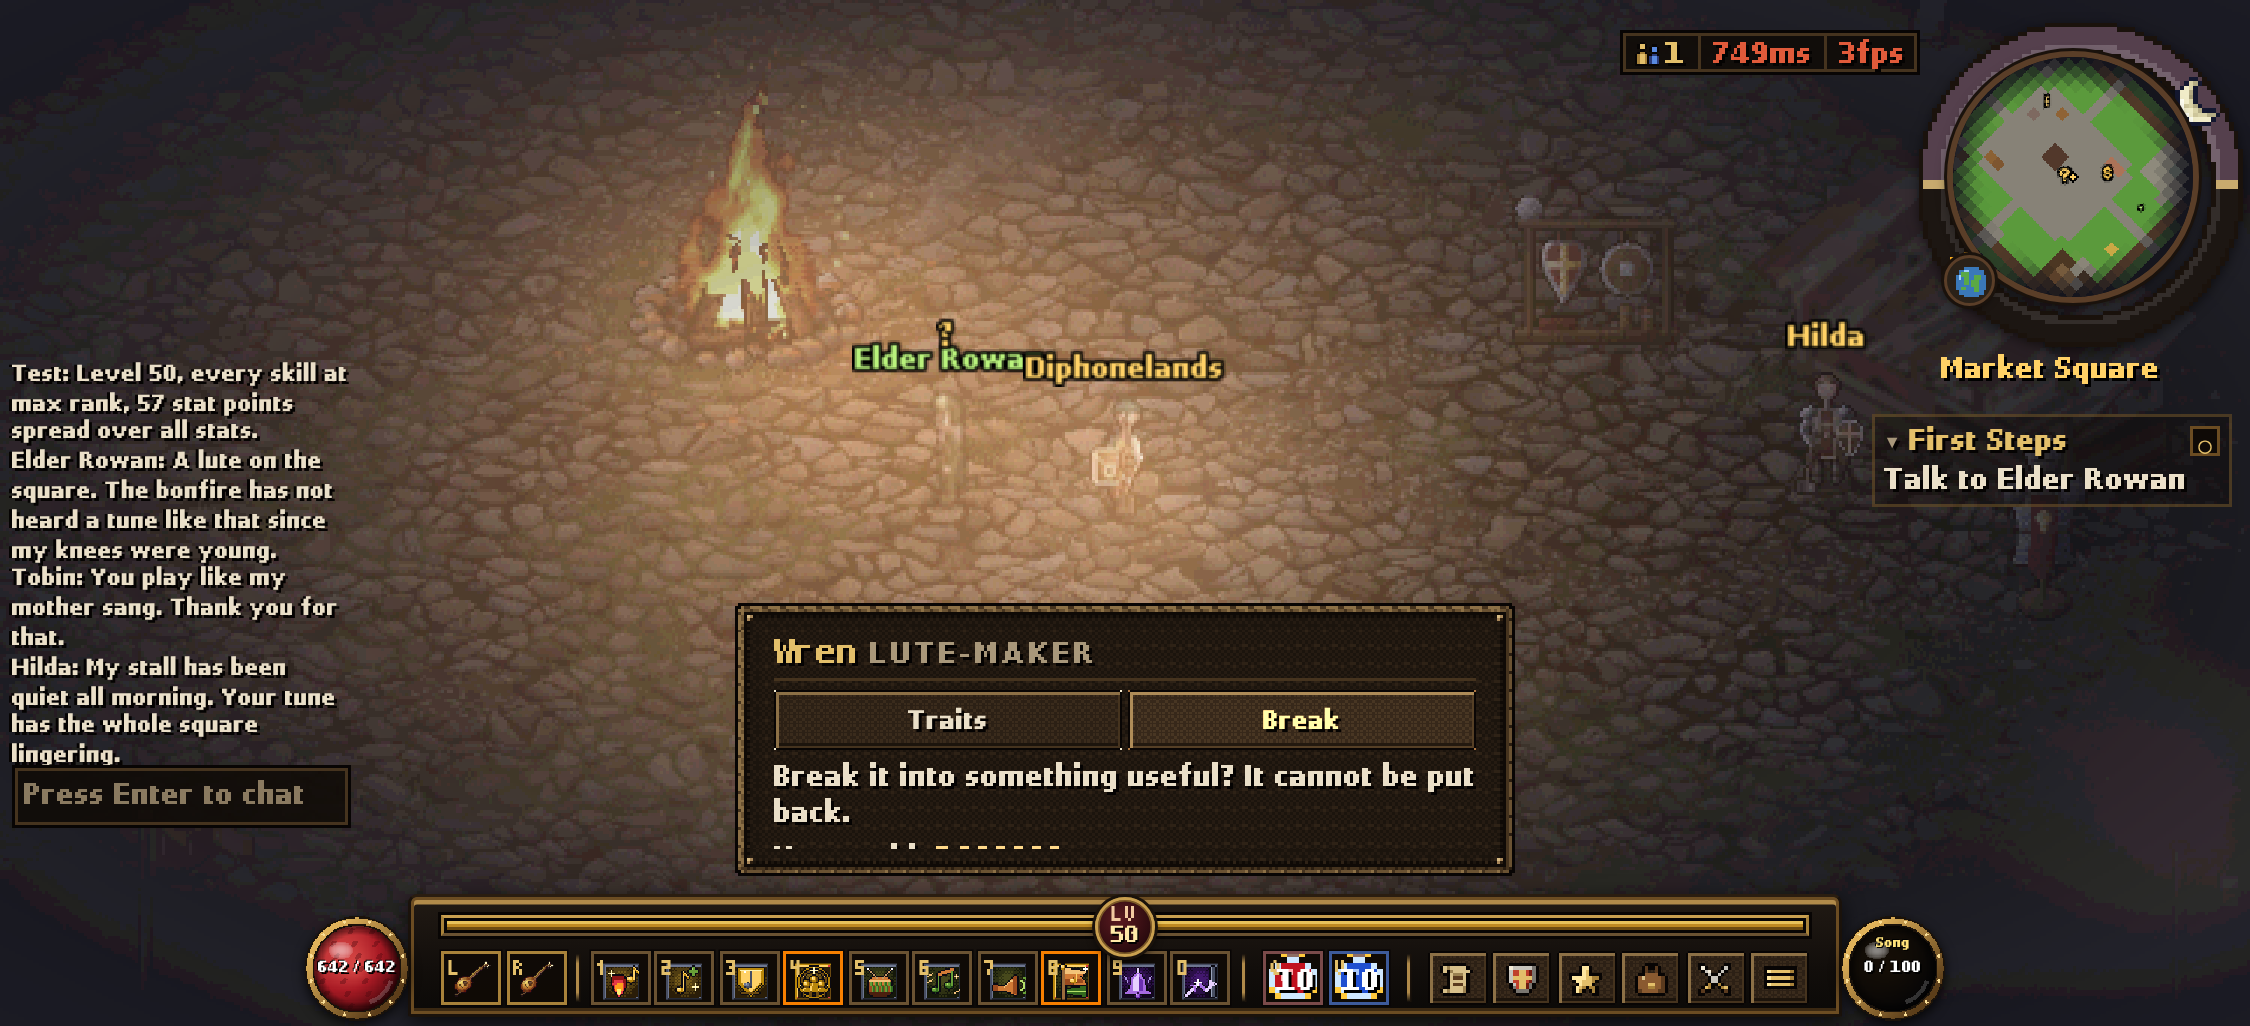 1 749ms 3fps
Hilda
Elder Rowa
Diphonelands
Market Square
First Steps
Talk to Elder Rowan
Test: Level 50, every skill at
max rank, 57 stat points
spread over all stats.
Elder Rowan: A lute on the
square. The bonfire has not
heard a tune like that since
my knees were young.
Tobin: You play like my
mother sang. Thank you for
that.
Hilda: My stall has been
quiet all morning. Your tune
has the whole square
lingering.
Press Enter to chat
Wren LUTE-MAKER
Traits Break
Break it into something useful? It cannot be put
back.
LV
50
642 / 642
L R 1 2 3 4 5 6 7 8 9 0 10 10
Song
0 / 100